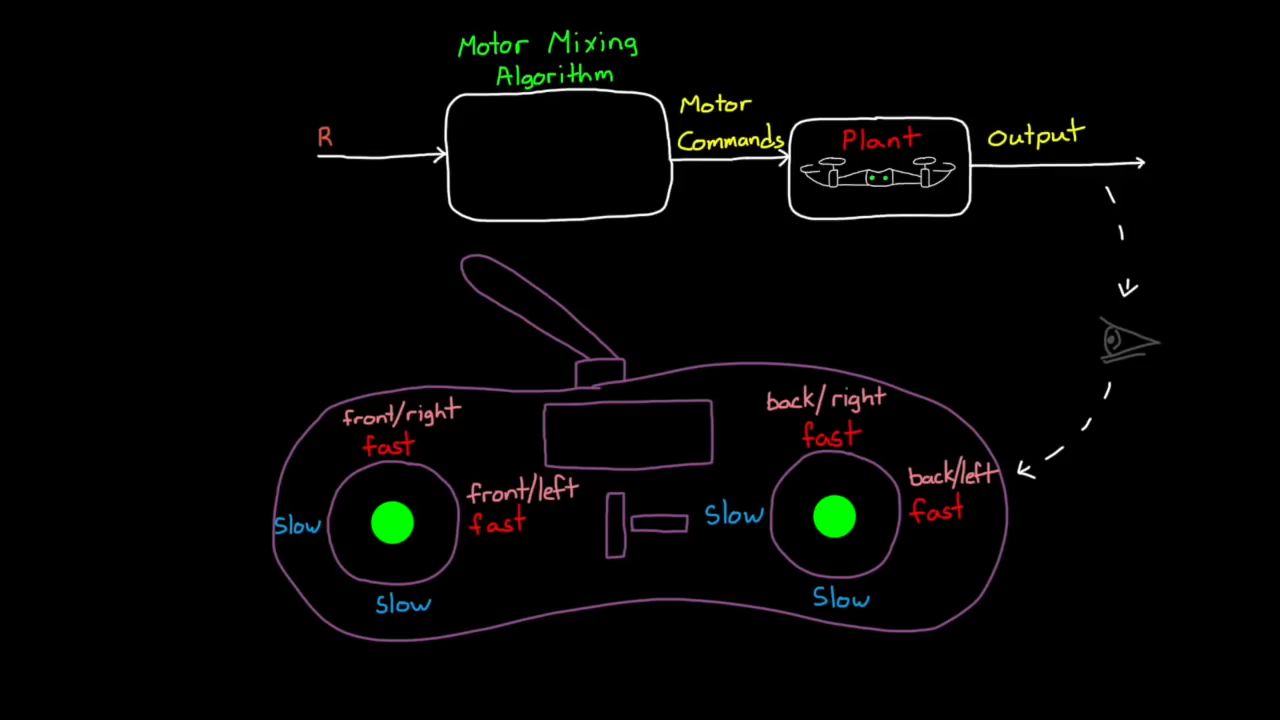 Motor Mixing
Algorithm
R
Motor
Commands
Plant
Output
front/right
fast
front/left
fast
Slow
Slow
back/right
fast
back/left
fast
Slow
Slow